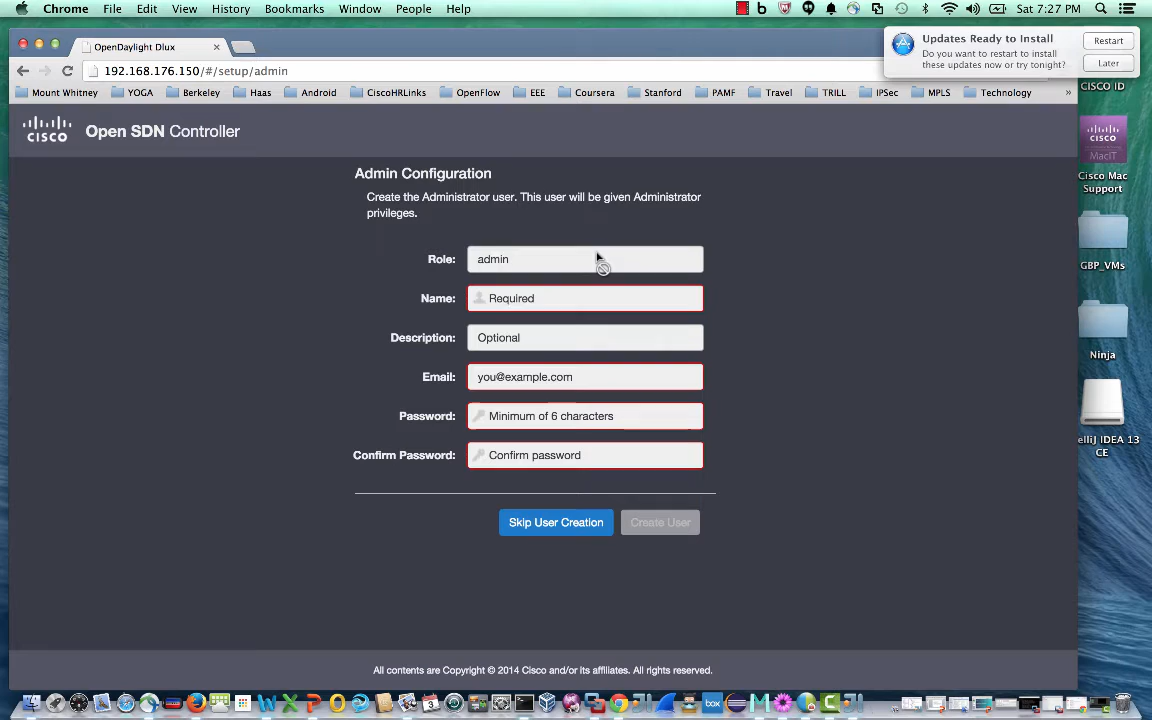 Chrome File Edit View History Bookmarks Window People Help Sat 7:27 PM
OpenDaylight Dlux
Updates Ready to Install
Do you want to restart to install
these updates now or try tonight?
Restart
Later
192.168.176.150/#/setup/admin
Mount Whitney YOGA Berkeley Haas Android CiscoHRLinks OpenFlow EEE Coursera Stanford PAMF Travel TRILL IPSec MPLS Technology »
CISCO ID
CISCO Open SDN Controller
cisco
MacIT
Cisco Mac
Support
GBP_VMs
Ninja
elliJ IDEA 13
CE
Admin Configuration
Create the Administrator user. This user will be given Administrator
privileges.
Role: admin
Name: Required
Description: Optional
Email: you@example.com
Password: Minimum of 6 characters
Confirm Password: Confirm password
Skip User Creation Create User
All contents are Copyright © 2014 Cisco and/or its affiliates. All rights reserved.
box